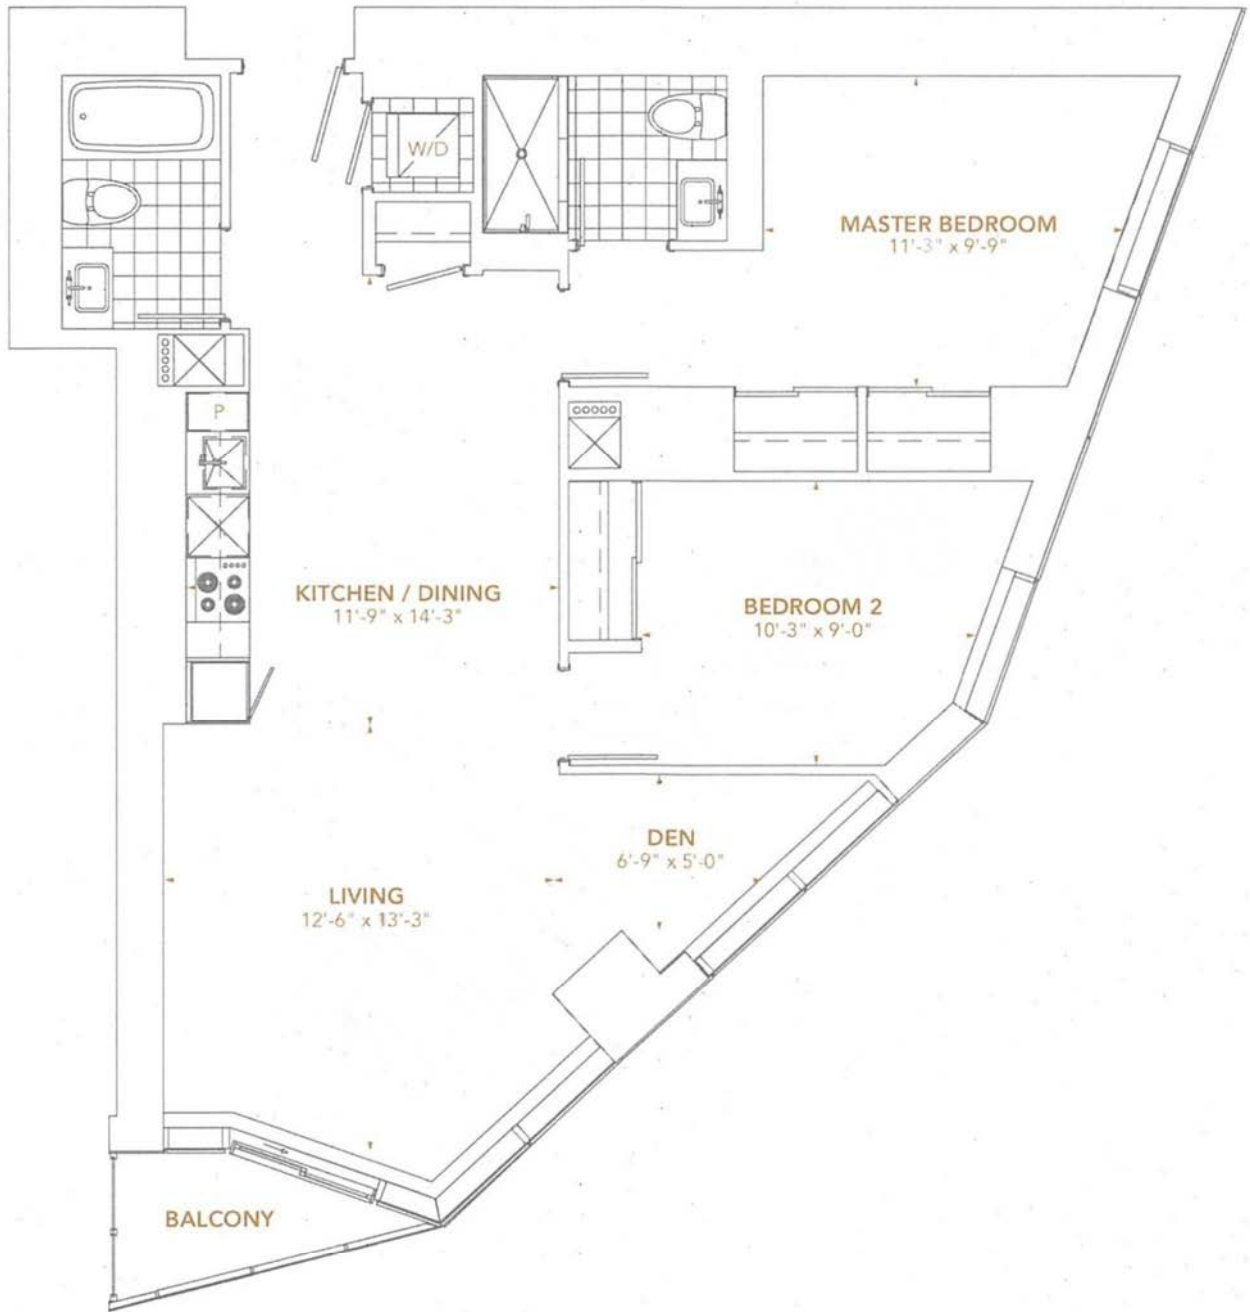 W/D
MASTER BEDROOM
11'-3" x 9'-9"
P
KITCHEN / DINING
11'-9" x 14'-3"
BEDROOM 2
10'-3" x 9'-0"
DEN
6'-9" x 5'-0"
LIVING
12'-6" x 13'-3"
BALCONY